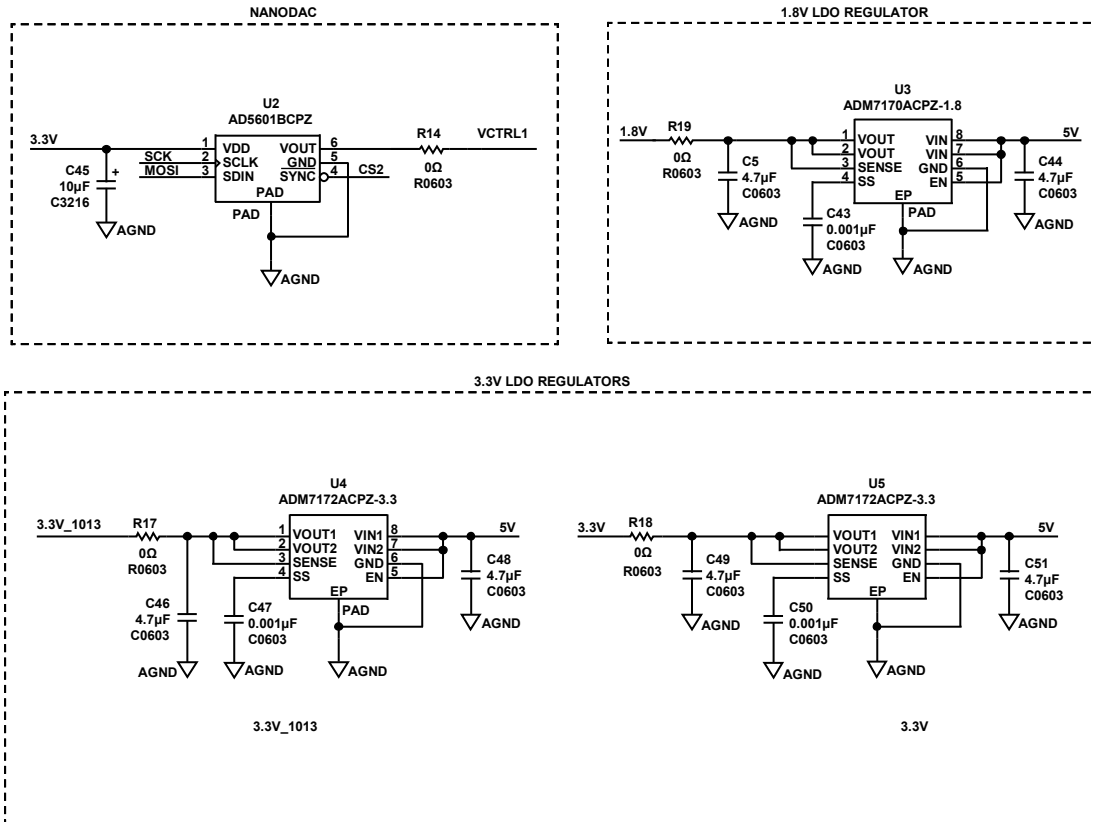 NANODAC
U2
AD5601BCPZ
3.3V
1 VDD VOUT 6
SCK 2 SCLK GND 5
MOSI 3 SDIN SYNC 4 CS2
PAD
PAD
C45
10µF
C3216
+
AGND
AGND
R14
0Ω
R0603
VCTRL1
1.8V LDO REGULATOR
U3
ADM7170ACPZ-1.8
1.8V
R19
0Ω
R0603
1 VOUT VIN 8
2 VOUT VIN 7
3 SENSE GND 6
4 SS EN 5
EP
PAD
5V
C5
4.7µF
C0603
AGND
C43
0.001µF
C0603
AGND
AGND
C44
4.7µF
C0603
AGND
3.3V LDO REGULATORS
U4
ADM7172ACPZ-3.3
3.3V_1013
R17
0Ω
R0603
1 VOUT1 VIN1 8
2 VOUT2 VIN2 7
3 SENSE GND 6
4 SS EN 5
EP
PAD
5V
C46
4.7µF
C0603
AGND
C47
0.001µF
C0603
AGND
AGND
C48
4.7µF
C0603
AGND
3.3V_1013
U5
ADM7172ACPZ-3.3
3.3V
R18
0Ω
R0603
VOUT1 VIN1
VOUT2 VIN2
SENSE GND
SS EN
EP
5V
C49
4.7µF
C0603
AGND
C50
0.001µF
C0603
AGND
AGND
C51
4.7µF
C0603
AGND
3.3V